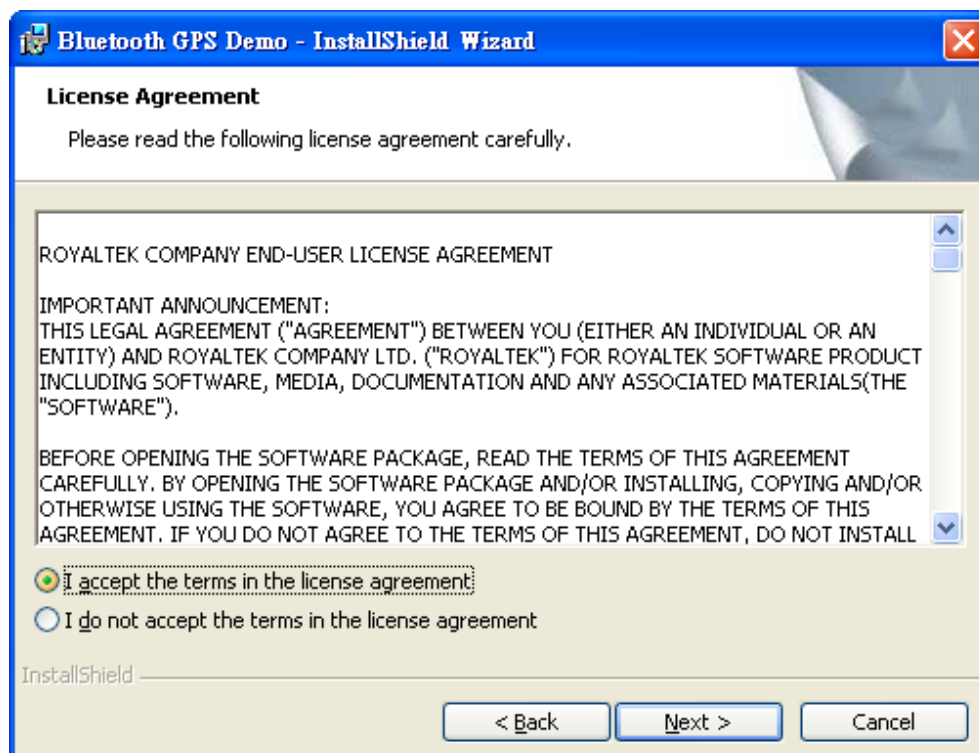 Bluetooth GPS Demo - InstallShield Wizard
License Agreement
Please read the following license agreement carefully.
ROYALTEK COMPANY END-USER LICENSE AGREEMENT
IMPORTANT ANNOUNCEMENT:
THIS LEGAL AGREEMENT ("AGREEMENT") BETWEEN YOU (EITHER AN INDIVIDUAL OR AN
ENTITY) AND ROYALTEK COMPANY LTD. ("ROYALTEK") FOR ROYALTEK SOFTWARE PRODUCT
INCLUDING SOFTWARE, MEDIA, DOCUMENTATION AND ANY ASSOCIATED MATERIALS(THE
"SOFTWARE").
BEFORE OPENING THE SOFTWARE PACKAGE, READ THE TERMS OF THIS AGREEMENT
CAREFULLY. BY OPENING THE SOFTWARE PACKAGE AND/OR INSTALLING, COPYING AND/OR
OTHERWISE USING THE SOFTWARE, YOU AGREE TO BE BOUND BY THE TERMS OF THIS
AGREEMENT. IF YOU DO NOT AGREE TO THE TERMS OF THIS AGREEMENT, DO NOT INSTALL
I accept the terms in the license agreement
I do not accept the terms in the license agreement
InstallShield
< Back
Next >
Cancel